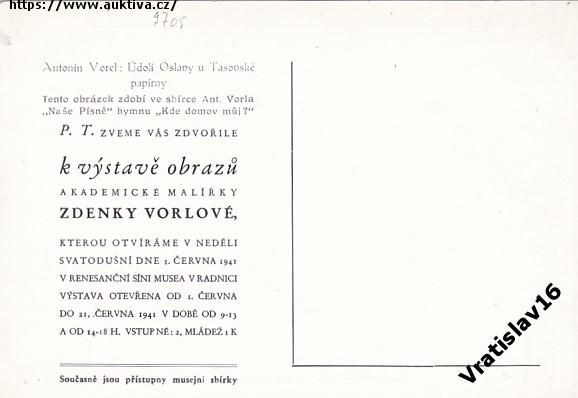 https://www.auktiva.cz/
9705
Antonín Vorel: Údolí Oslavy u Tasovské
papírny.
Tento obrázek zdobí ve sbírce Ant. Vorla
„Naše Písně“ hymnu „Kde domov můj?“
P. T. ZVEME VÁS ZDVOŘILE
k výstavě obrazů
AKADEMICKÉ MALÍŘKY
ZDENKY VORLOVÉ,
KTEROU OTVÍRÁME V NEDĚLI
SVATODUŠNÍ DNE 1. ČERVNA 1941
V RENESANČNÍ SÍNI MUSEA V RADNICI
VÝSTAVA OTEVŘENA OD 1. ČERVNA
DO 21. ČERVNA 1941 V DOBĚ OD 9-13
A OD 14-18 H. VSTUPNÉ: 2, MLÁDEŽ 1 K
Současně jsou přístupny musejní sbírky
Vratislav16